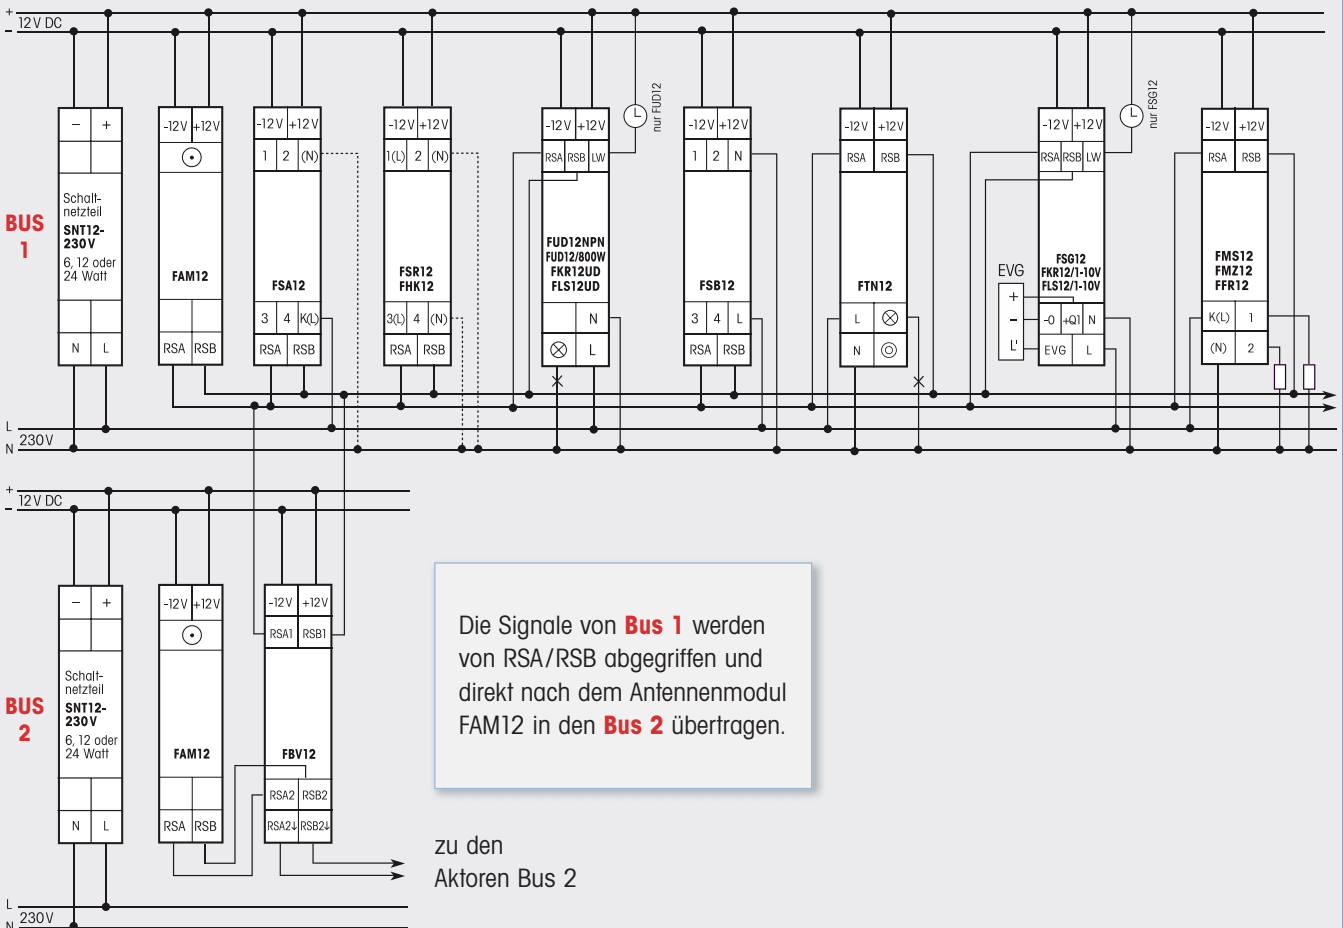 +
12V DC
–
BUS
1
– +
Schalt-
netzteil
SNT12-
230V
6, 12 oder
24 Watt
N L
-12V +12V
FAM12
RSA RSB
-12V +12V
1 2 (N)
FSA12
3 4 K(L)
RSA RSB
-12V +12V
1(L) 2 (N)
FSR12
FHK12
3(L) 4 (N)
RSA RSB
nur FUD12
-12V +12V
RSA RSB LW
FUD12NPN
FUD12/800W
FKR12UD
FLS12UD
N
L
-12V +12V
1 2 N
FSB12
3 4 L
RSA RSB
-12V +12V
RSA RSB
FTN12
L
N
nur FSG12
-12V +12V
RSA RSB LW
FSG12
FKR12/1-10V
FLS12/1-10V
EVG
+
–
L'
-0 +Q1 N
EVG L
-12V +12V
RSA RSB
FMS12
FMZ12
FFR12
K(L) 1
(N) 2
L
230V
N
+
12V DC
–
BUS
2
– +
Schalt-
netzteil
SNT12-
230V
6, 12 oder
24 Watt
N L
-12V +12V
FAM12
RSA RSB
-12V +12V
RSA1 RSB1
FBV12
RSA2 RSB2
RSA2↓ RSB2↓
Die Signale von Bus 1 werden
von RSA/RSB abgegriffen und
direkt nach dem Antennenmodul
FAM12 in den Bus 2 übertragen.
zu den
Aktoren Bus 2
L
230V
N